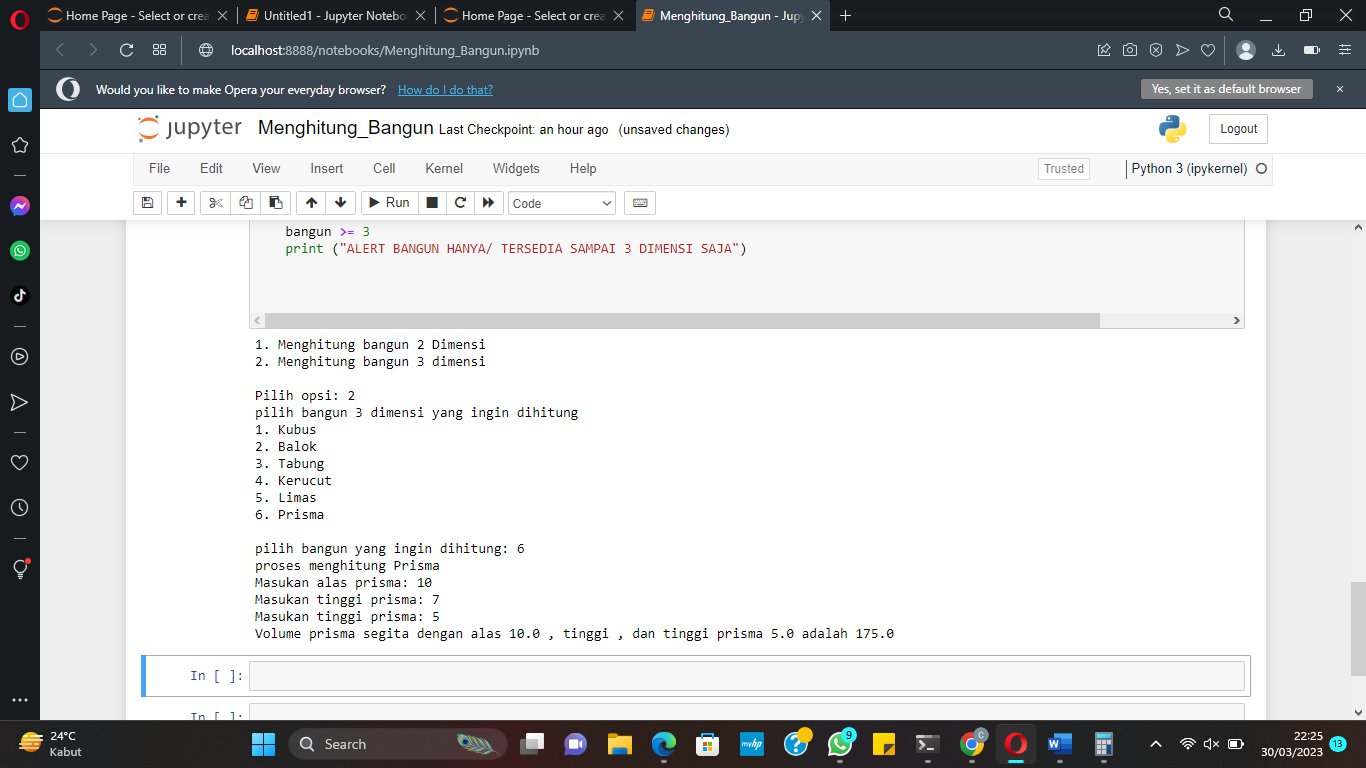 Home Page - Select or crea
Untitled1 - Jupyter Notebo
Home Page - Select or crea
Menghitung_Bangun - Jup
localhost:8888/notebooks/Menghitung_Bangun.ipynb
Would you like to make Opera your everyday browser? How do I do that?
Yes, set it as default browser
jupyter Menghitung_Bangun Last Checkpoint: an hour ago (unsaved changes)
Logout
File Edit View Insert Cell Kernel Widgets Help
Trusted
Python 3 (ipykernel)
Run
Code
bangun >= 3
print ("ALERT BANGUN HANYA/ TERSEDIA SAMPAI 3 DIMENSI SAJA")
1. Menghitung bangun 2 Dimensi
2. Menghitung bangun 3 dimensi
Pilih opsi: 2
pilih bangun 3 dimensi yang ingin dihitung
1. Kubus
2. Balok
3. Tabung
4. Kerucut
5. Limas
6. Prisma
pilih bangun yang ingin dihitung: 6
proses menghitung Prisma
Masukan alas prisma: 10
Masukan tinggi prisma: 7
Masukan tinggi prisma: 5
Volume prisma segita dengan alas 10.0 , tinggi , dan tinggi prisma 5.0 adalah 175.0
In [ ]:
In [ ]:
24°C
Kabut
Search
myhp
9
C
22:25
30/03/2023
13